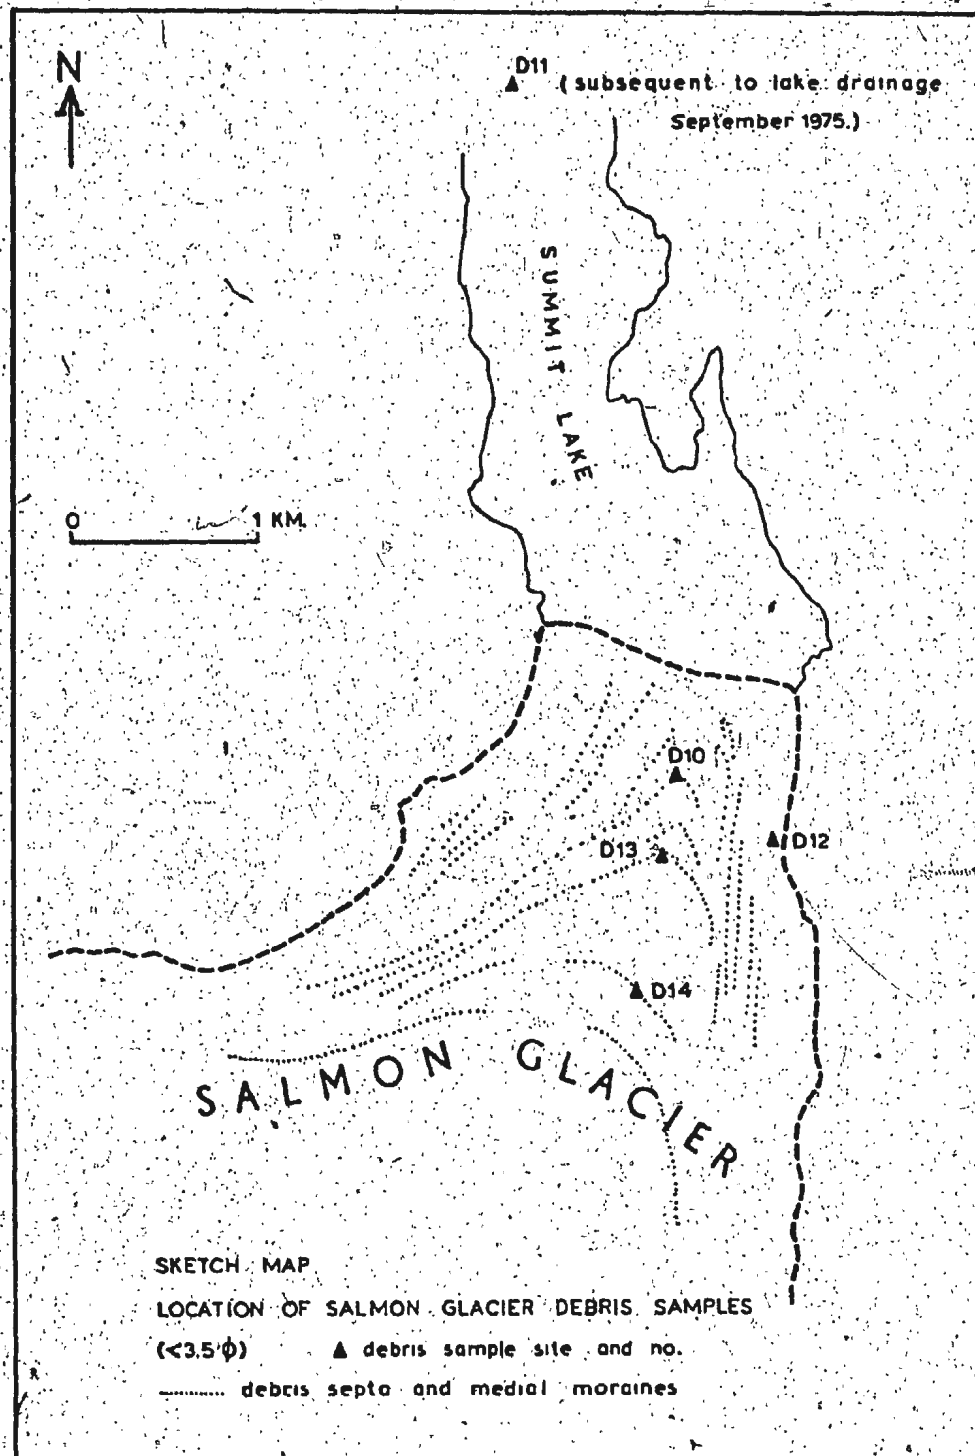 N
D11
(subsequent to lake drainage
September 1975.)
SUMMIT LAKE
0 1 KM.
D10
D13
D12
D14
SALMON GLACIER
SKETCH MAP
LOCATION OF SALMON GLACIER DEBRIS SAMPLES
(<3.5 ϕ) ▲ debris sample site and no.
debris septa and medial moraines